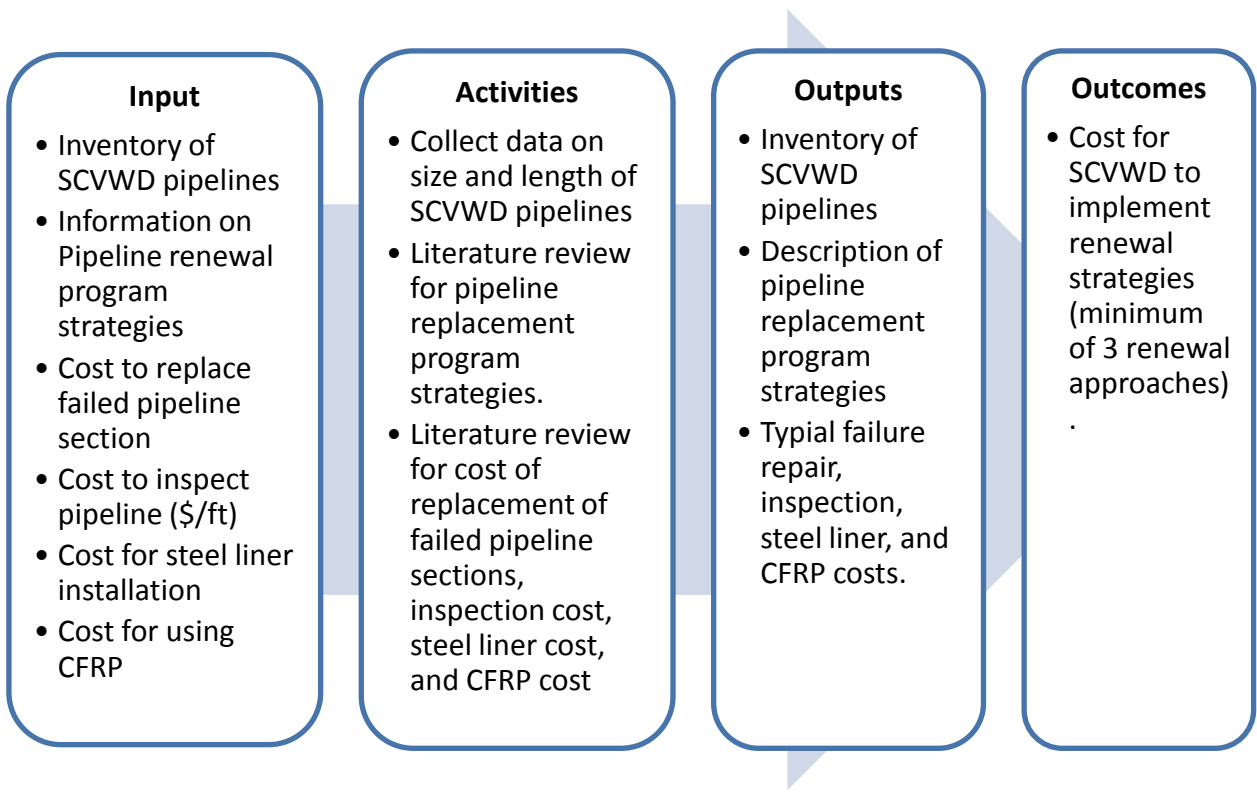 Input
• Inventory of
SCVWD pipelines
• Information on
Pipeline renewal
program
strategies
• Cost to replace
failed pipeline
section
• Cost to inspect
pipeline ($/ft)
• Cost for steel liner
installation
• Cost for using
CFRP
Activities
• Collect data on
size and length of
SCVWD pipelines
• Literature review
for pipeline
replacement
program
strategies.
• Literature review
for cost of
replacement of
failed pipeline
sections,
inspection cost,
steel liner cost,
and CFRP cost
Outputs
• Inventory of
SCVWD
pipelines
• Description of
pipeline
replacement
program
strategies
• Typial failure
repair,
inspection,
steel liner, and
CFRP costs.
Outcomes
• Cost for
SCVWD to
implement
renewal
strategies
(minimum
of 3 renewal
approaches)
.